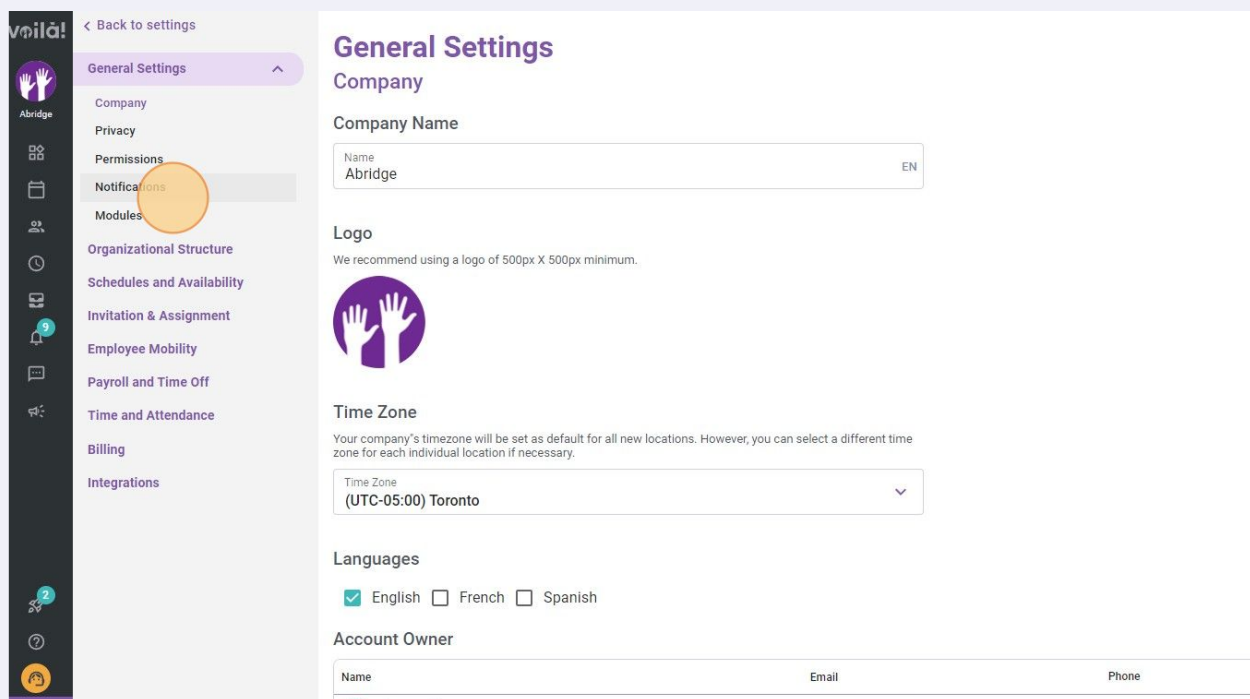 voilà!
Abridge
9
2
< Back to settings
General Settings
Company
Privacy
Permissions
Notifications
Modules
Organizational Structure
Schedules and Availability
Invitation & Assignment
Employee Mobility
Payroll and Time Off
Time and Attendance
Billing
Integrations
General Settings
Company
Company Name
Name
Abridge
EN
Logo
We recommend using a logo of 500px X 500px minimum.
Time Zone
Your company"s timezone will be set as default for all new locations. However, you can select a different time
zone for each individual location if necessary.
Time Zone
(UTC-05:00) Toronto
Languages
English French Spanish
Account Owner
Name Email Phone